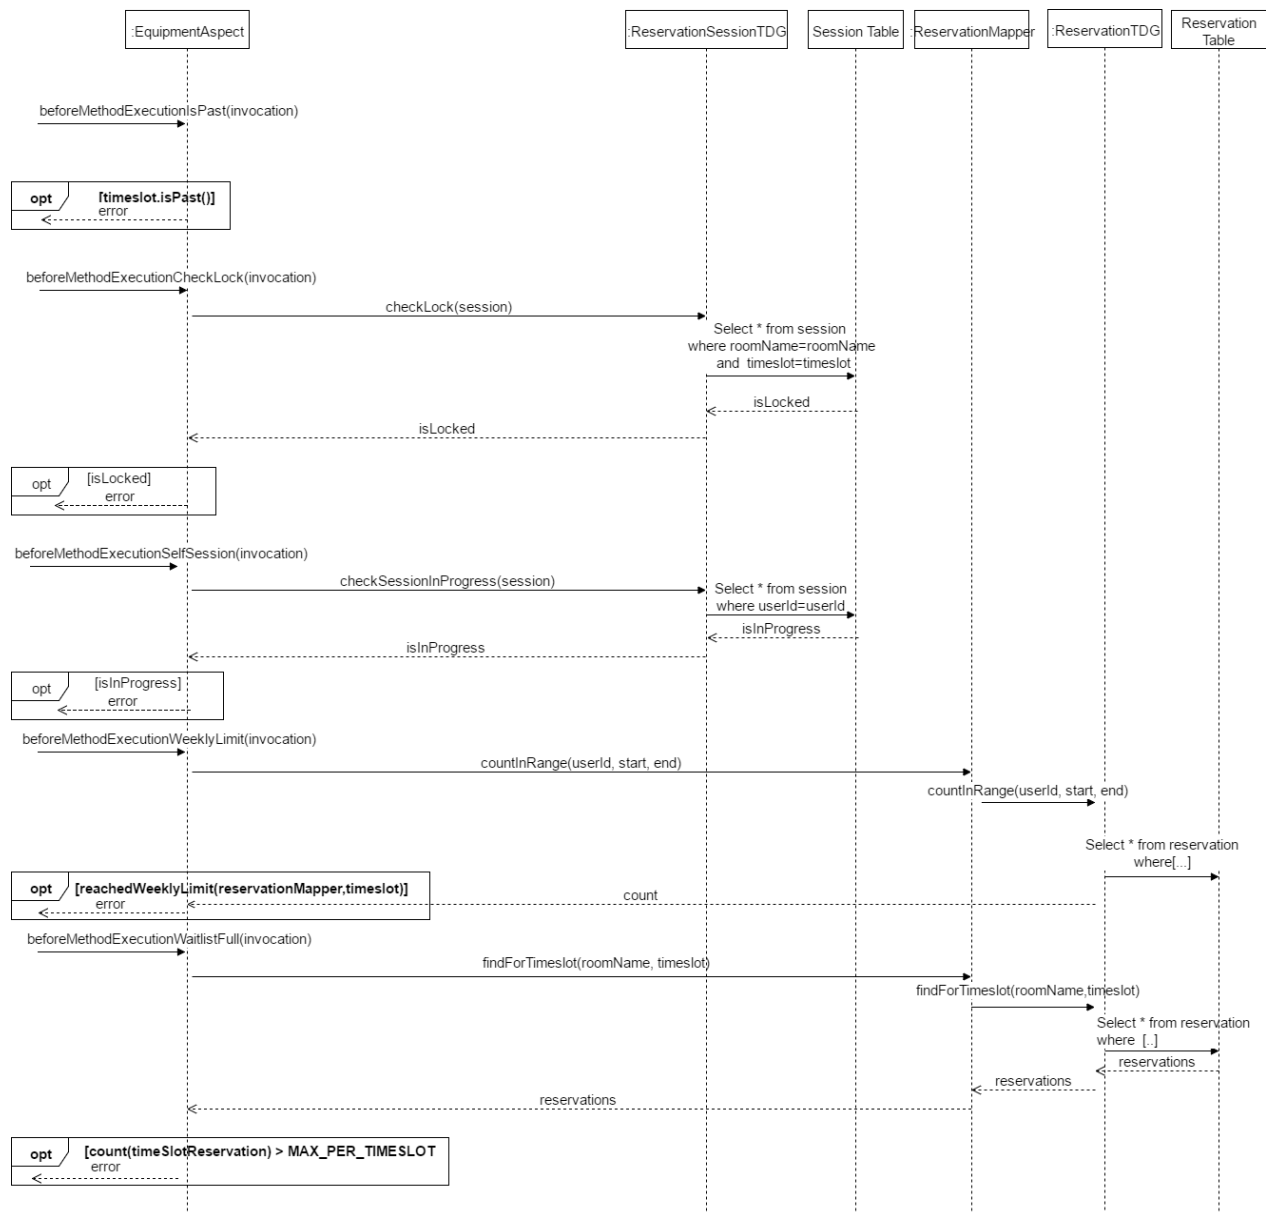 :EquipmentAspect
:ReservationSessionTDG
Session Table
:ReservationMapper
:ReservationTDG
Reservation
Table
beforeMethodExecutionIsPast(invocation)
opt
[timeslot.isPast()]
error
beforeMethodExecutionCheckLock(invocation)
checkLock(session)
Select * from session
where roomName=roomName
and timeslot=timeslot
isLocked
isLocked
opt
[isLocked]
error
beforeMethodExecutionSelfSession(invocation)
checkSessionInProgress(session)
Select * from session
where userId=userId
isInProgress
isInProgress
opt
[isInProgress]
error
beforeMethodExecutionWeeklyLimit(invocation)
countInRange(userId, start, end)
countInRange(userId, start, end)
Select * from reservation
where[...]
opt
[reachedWeeklyLimit(reservationMapper,timeslot)]
count
error
beforeMethodExecutionWaitlistFull(invocation)
findForTimeslot(roomName, timeslot)
findForTimeslot(roomName,timeslot)
Select * from reservation
where [..]
reservations
reservations
reservations
opt
[count(timeSlotReservation) > MAX_PER_TIMESLOT
error